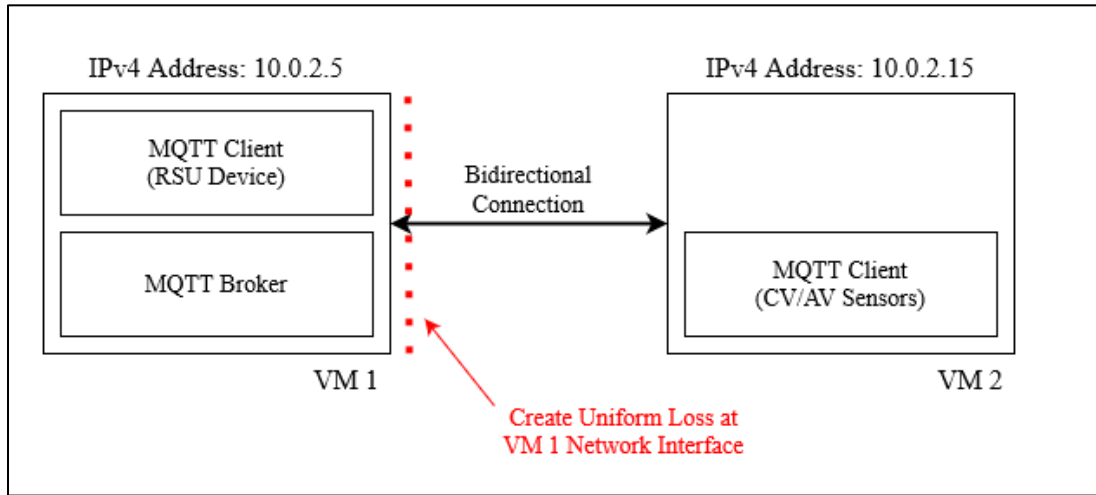 IPv4 Address: 10.0.2.5
IPv4 Address: 10.0.2.15
MQTT Client
(RSU Device)
Bidirectional
Connection
MQTT Broker
MQTT Client
(CV/AV Sensors)
VM 1
VM 2
Create Uniform Loss at
VM 1 Network Interface